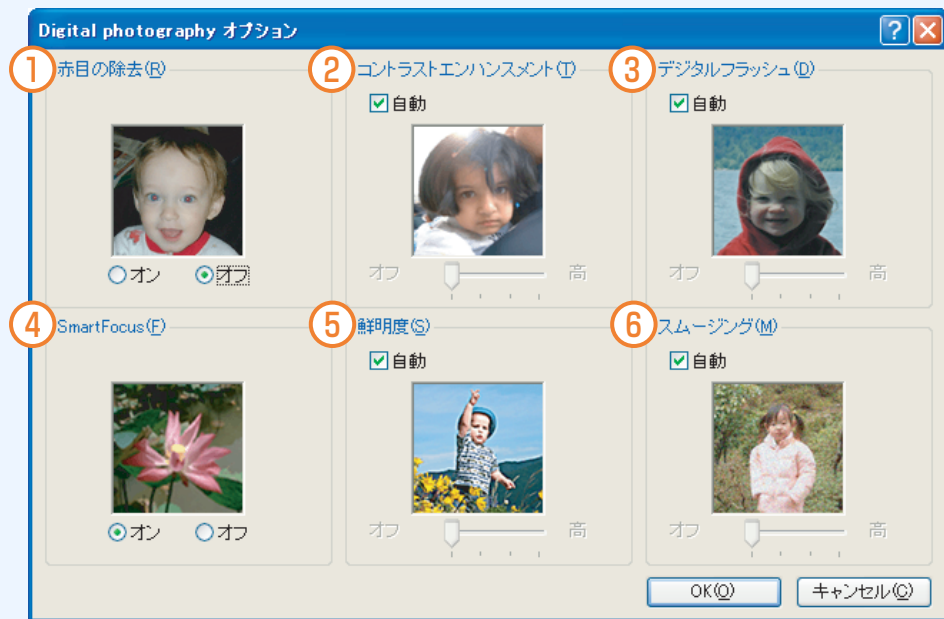 Digital photography オプション
① 赤目の除去(R)
オン オフ
② コントラストエンハンスメント(T)
自動
オフ 高
③ デジタルフラッシュ(D)
自動
オフ 高
④ SmartFocus(F)
オン オフ
⑤ 鮮明度(S)
自動
オフ 高
⑥ スムージング(M)
自動
オフ 高
OK(O) キャンセル(C)